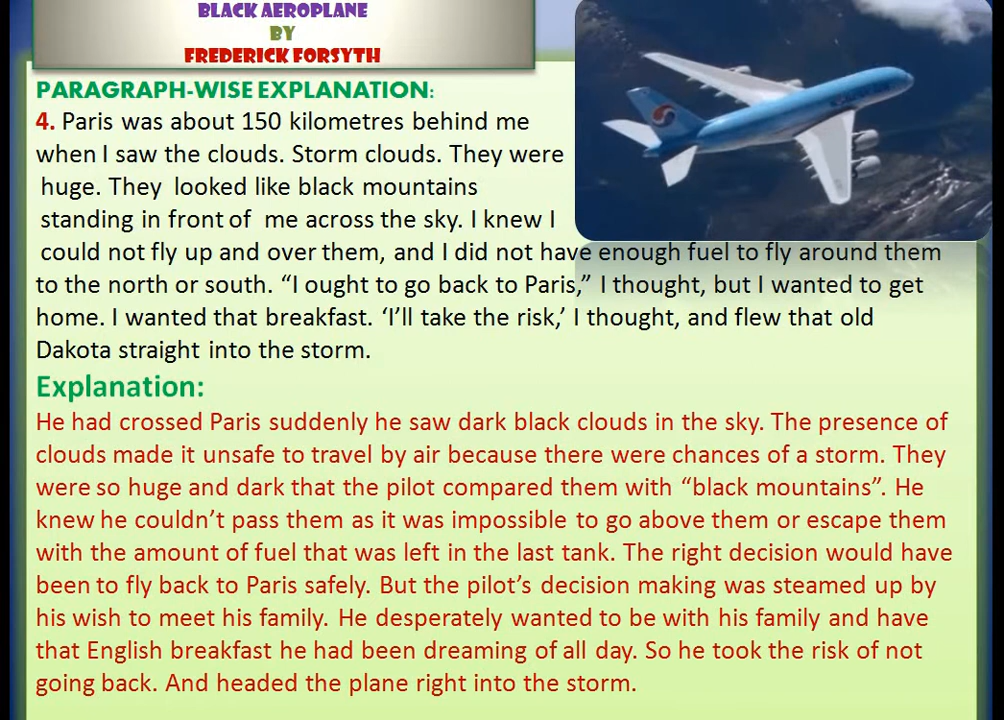 BLACK AEROPLANE
BY
FREDERICK FORSYTH
PARAGRAPH-WISE EXPLANATION:
4. Paris was about 150 kilometres behind me
when I saw the clouds. Storm clouds. They were
huge. They looked like black mountains
standing in front of me across the sky. I knew I
could not fly up and over them, and I did not have enough fuel to fly around them
to the north or south. “I ought to go back to Paris,” I thought, but I wanted to get
home. I wanted that breakfast. ‘I’ll take the risk,’ I thought, and flew that old
Dakota straight into the storm.
Explanation:
He had crossed Paris suddenly he saw dark black clouds in the sky. The presence of
clouds made it unsafe to travel by air because there were chances of a storm. They
were so huge and dark that the pilot compared them with “black mountains”. He
knew he couldn’t pass them as it was impossible to go above them or escape them
with the amount of fuel that was left in the last tank. The right decision would have
been to fly back to Paris safely. But the pilot’s decision making was steamed up by
his wish to meet his family. He desperately wanted to be with his family and have
that English breakfast he had been dreaming of all day. So he took the risk of not
going back. And headed the plane right into the storm.